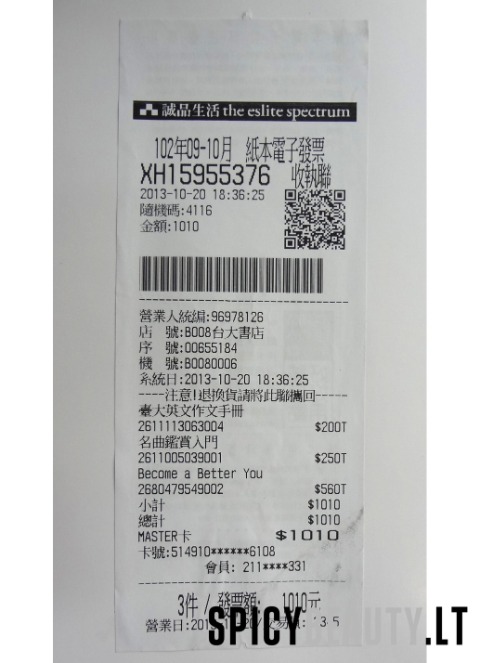 誠品生活 the eslite spectrum
102年09-10月 紙本電子發票
XH15955376 收執聯
2013-10-20 18:36:25
隨機碼:4116
金額:1010
營業人統編:96978126
店 號:B008台大書店
序 號:00655184
機 號:B0080006
系統日:2013-10-20 18:36:25
----注意!退換貨請將此聯攜回----
臺大英文作文手冊
2611113063004 $200T
名曲鑑賞入門
2611005039001 $250T
Become a Better You
2680479549002 $560T
小計 $1010
總計 $1010
MASTER卡 $1010
卡號:514910******6108
會員: 211****331
3件 / 發票額: 1010元
營業日:201
SPICY BEAUTY.LT